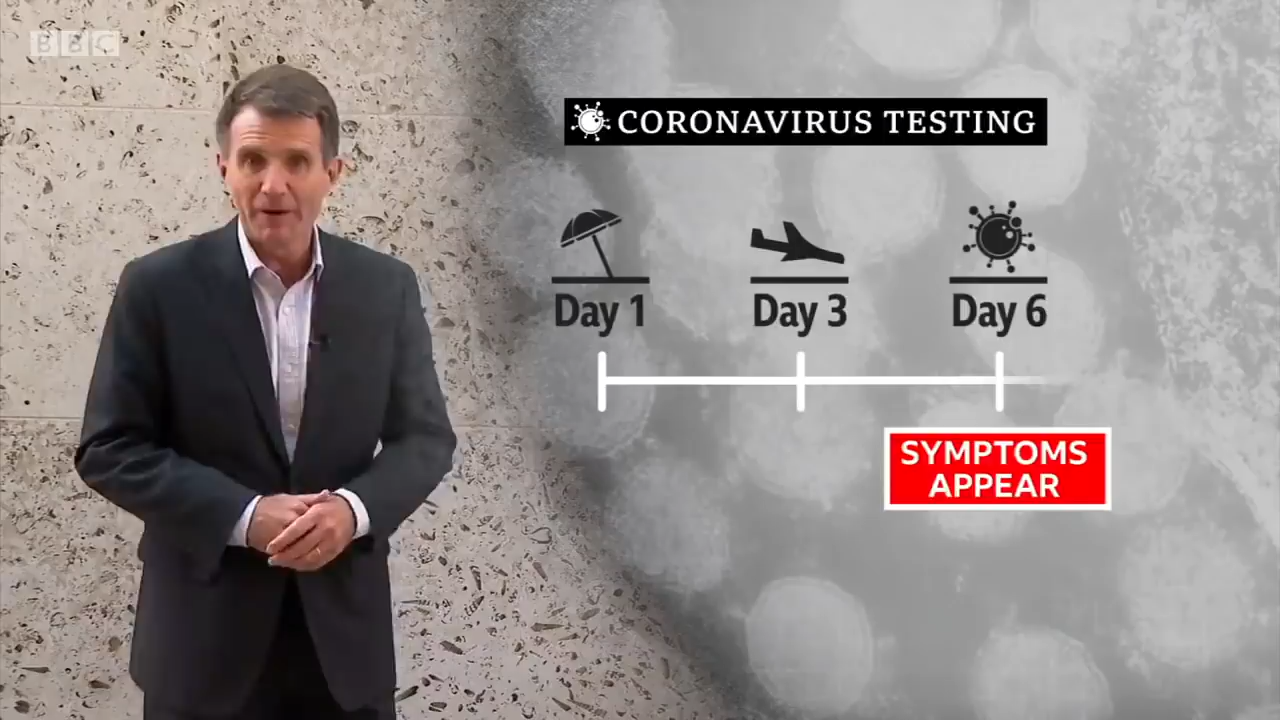 BBC
CORONAVIRUS TESTING
Day 1
Day 3
Day 6
SYMPTOMS
APPEAR